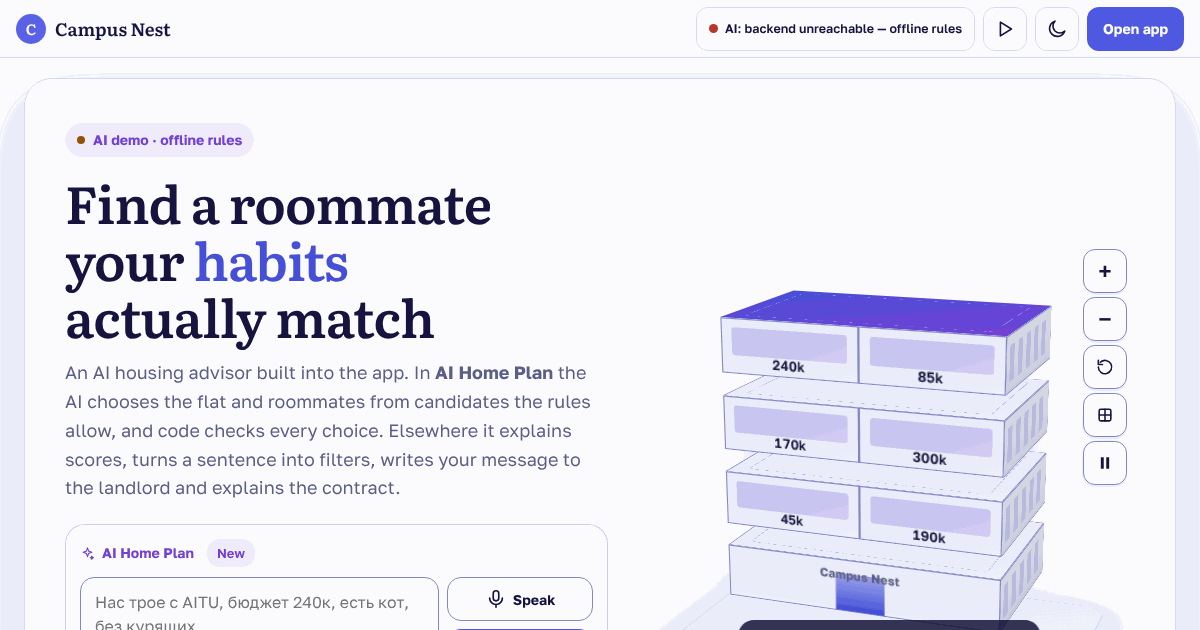 C Campus Nest
AI: backend unreachable — offline rules
Open app
AI demo · offline rules
Find a roommate
your habits
actually match
An AI housing advisor built into the app. In AI Home Plan the
AI chooses the flat and roommates from candidates the rules
allow, and code checks every choice. Elsewhere it explains
scores, turns a sentence into filters, writes your message to
the landlord and explains the contract.
AI Home Plan New
Нас трое с AITU, бюджет 240к, есть кот,
без курящих
Speak
240k
85k
170k
300k
45k
190k
Campus Nest